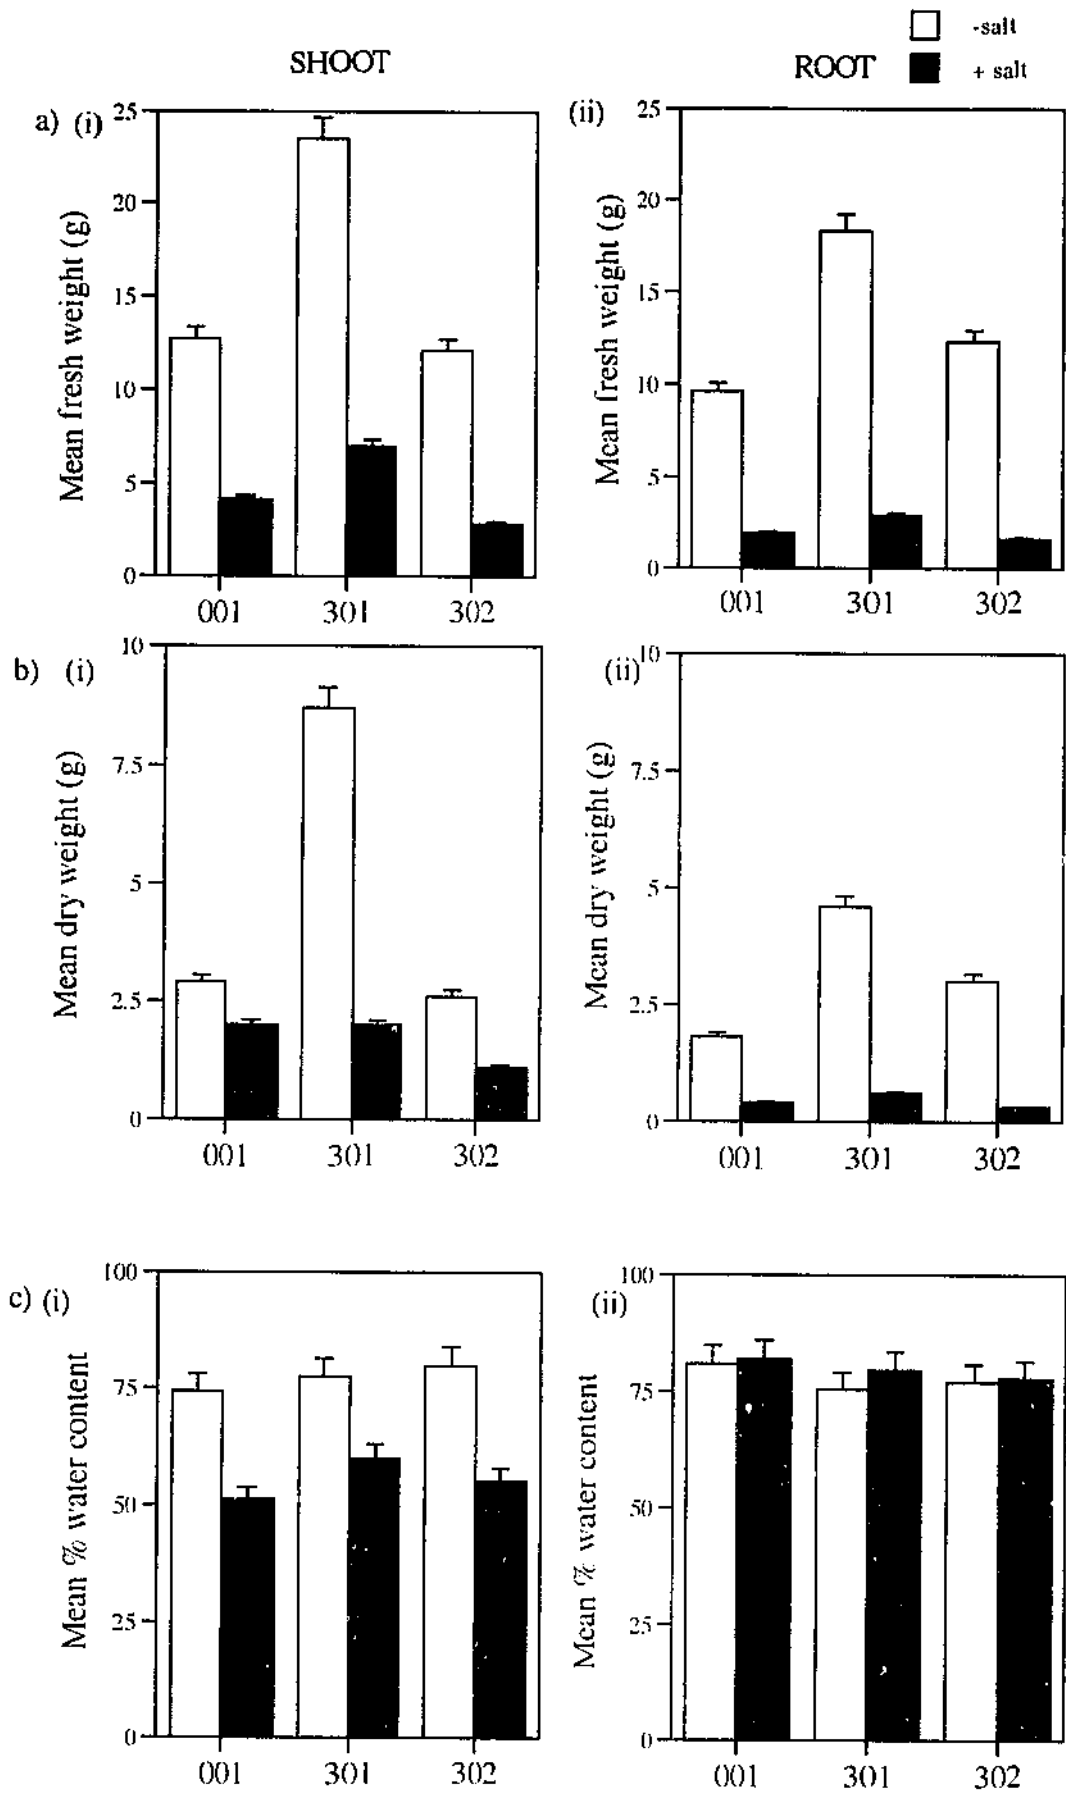 SHOOT
ROOT
-salt
+ salt
a) (i)
Mean fresh weight (g)
25
20
15
10
5
0
001 301 302
(ii)
Mean fresh weight (g)
25
20
15
10
5
0
001 301 302
b) (i)
Mean dry weight (g)
10
7.5
5
2.5
0
001 301 302
(ii)
Mean dry weight (g)
10
7.5
5
2.5
0
001 301 302
c) (i)
Mean % water content
100
75
50
25
0
001 301 302
(ii)
Mean % water content
100
75
50
25
0
001 301 302